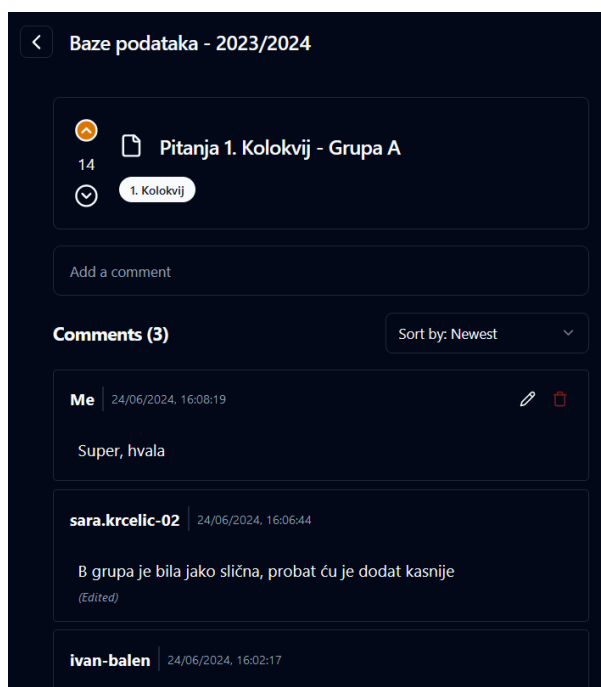 Baze podataka - 2023/2024
Pitanja 1. Kolokvij - Grupa A
14
1. Kolokvij
Add a comment
Comments (3)
Sort by: Newest
Me 24/06/2024, 16:08:19
Super, hvala
sara.krcelic-02 24/06/2024, 16:06:44
B grupa je bila jako slična, probat ću je dodat kasnije
(Edited)
ivan-balen 24/06/2024, 16:02:17